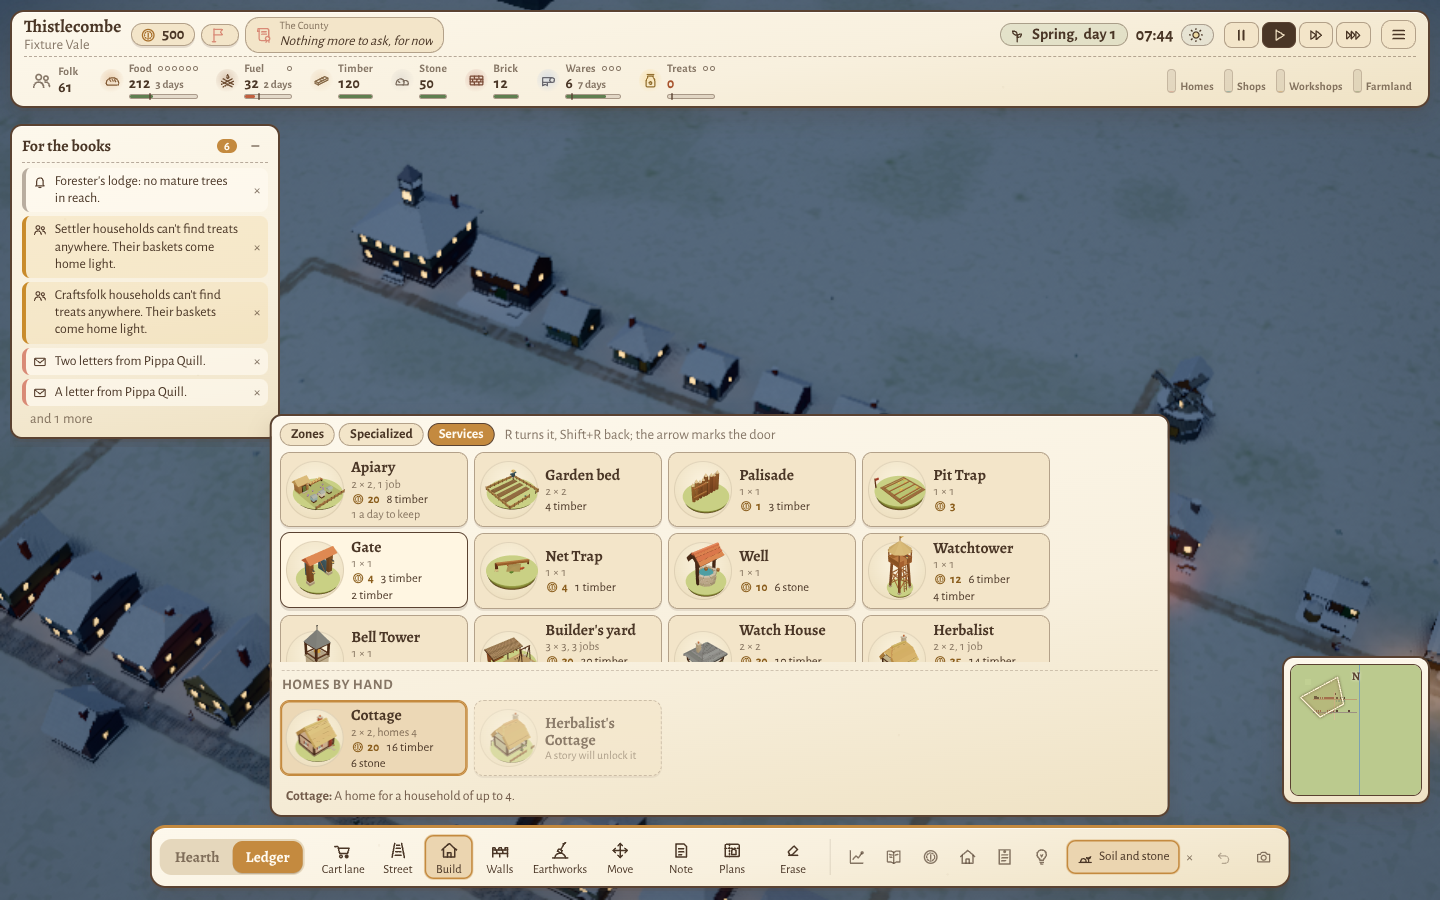 Thistlecombe
Fixture Vale
500
The County
Nothing more to ask, for now
Spring, day 1
07:44
Folk
61
Food
212 3 days
Fuel
32 2 days
Timber
120
Stone
50
Brick
12
Wares
6 7 days
Treats
0
Homes
Shops
Workshops
Farmland
For the books
6
Forester's lodge: no mature trees
in reach.
Settler households can't find treats
anywhere. Their baskets come
home light.
Craftsfolk households can't find
treats anywhere. Their baskets
come home light.
Two letters from Pippa Quill.
A letter from Pippa Quill.
and 1 more
Zones
Specialized
Services
R turns it, Shift+R back; the arrow marks the door
Apiary
2 × 2, 1 job
20 8 timber
1 a day to keep
Garden bed
2 × 2
4 timber
Palisade
1 × 1
1 3 timber
Pit Trap
1 × 1
3
Gate
1 × 1
4 3 timber
2 timber
Net Trap
1 × 1
4 1 timber
Well
1 × 1
10 6 stone
Watchtower
1 × 1
12 6 timber
4 timber
Bell Tower
1 × 1
Builder's yard
3 × 3, 3 jobs
Watch House
2 × 2
Herbalist
2 × 2, 1 job
HOMES BY HAND
Cottage
2 × 2, homes 4
20 16 timber
6 stone
Herbalist's
Cottage
A story will unlock it
Cottage: A home for a household of up to 4.
N
Hearth
Ledger
Cart lane
Street
Build
Walls
Earthworks
Move
Note
Plans
Erase
Soil and stone